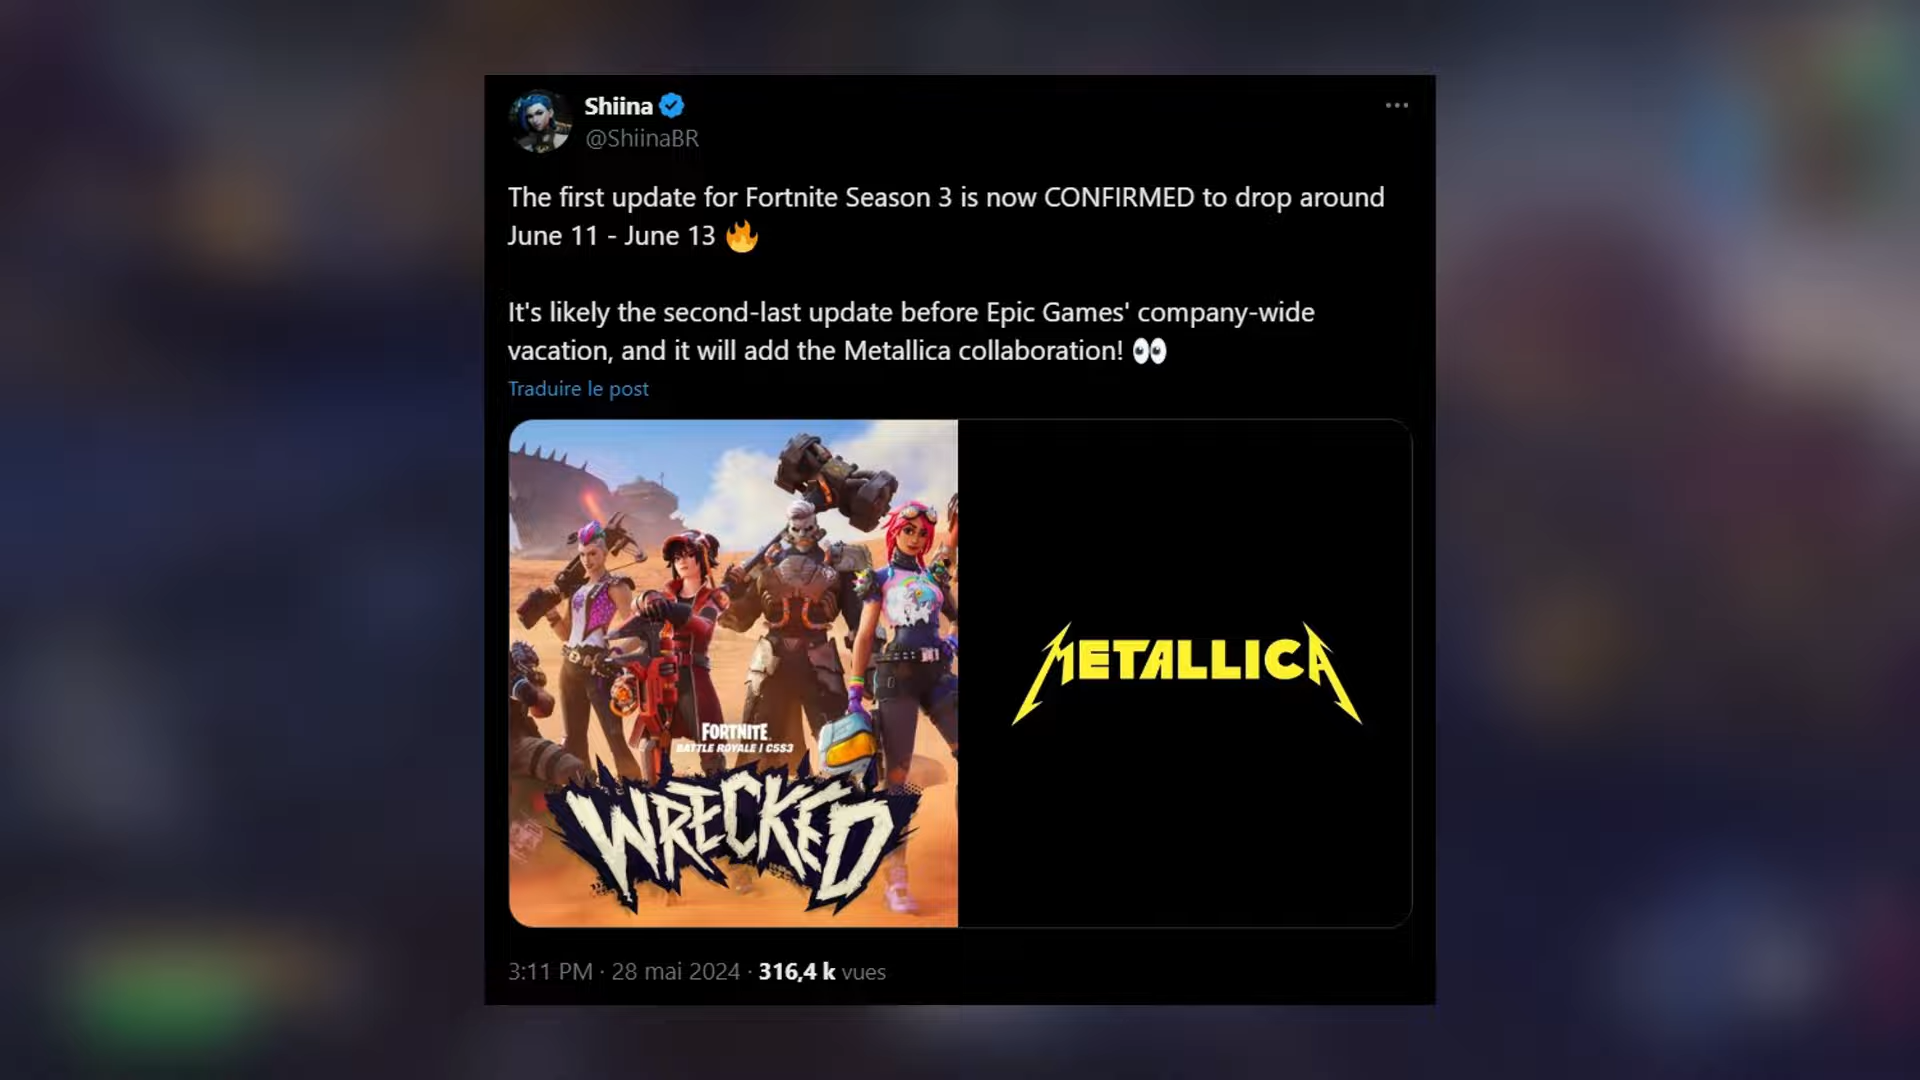 Shiina
@ShiinaBR
The first update for Fortnite Season 3 is now CONFIRMED to drop around
June 11 - June 13 🔥
It's likely the second-last update before Epic Games' company-wide
vacation, and it will add the Metallica collaboration! 👀
Traduire le post
METALLICA
FORTNITE
BATTLE ROYALE | C5S3
WRECKED
3:11 PM · 28 mai 2024 · 316,4 k vues